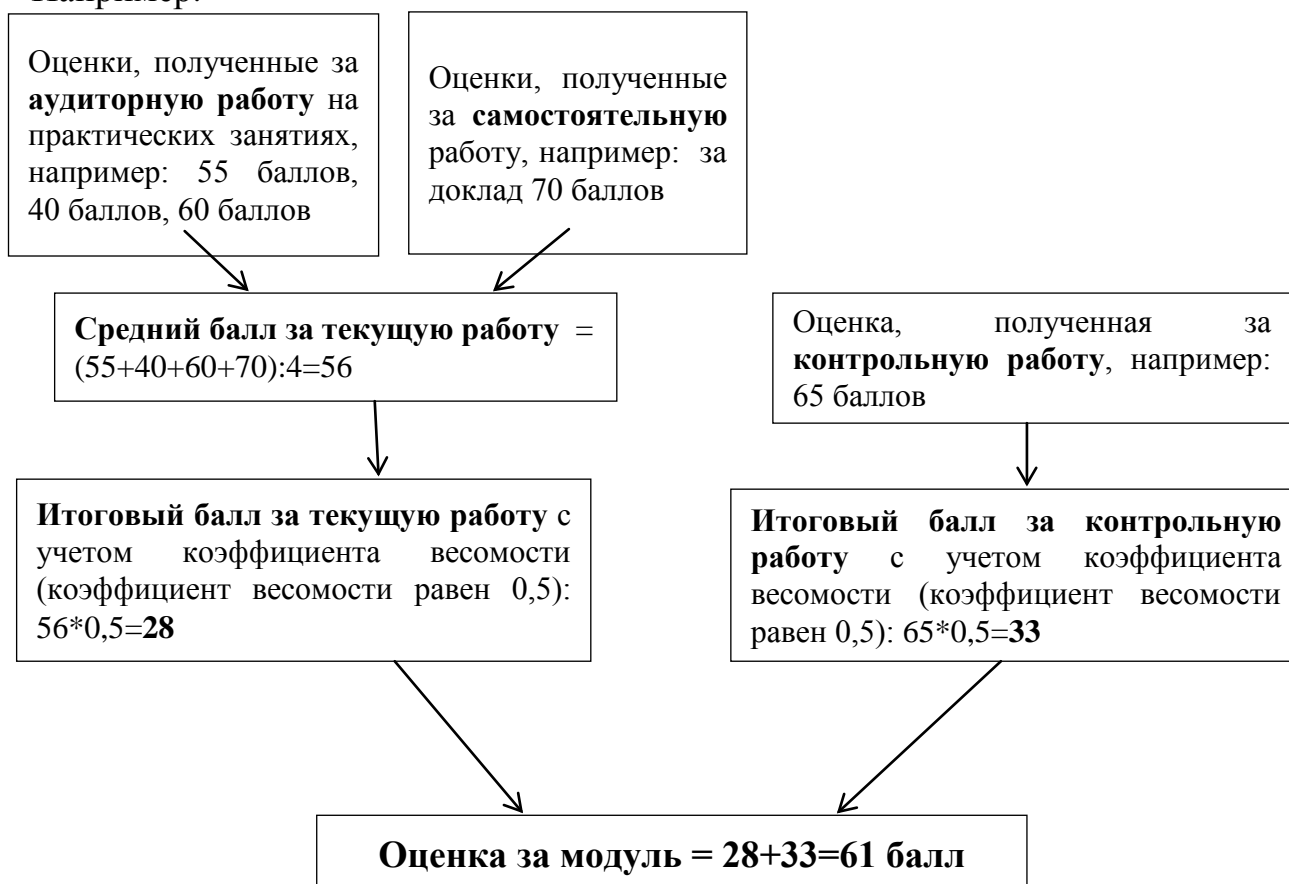 Например:
Оценки, полученные за
аудиторную работу на
практических занятиях,
например: 55 баллов,
40 баллов, 60 баллов
Оценки, полученные
за самостоятельную
работу, например: за
доклад 70 баллов
Средний балл за текущую работу =
(55+40+60+70):4=56
Оценка, полученная за
контрольную работу, например:
65 баллов
Итоговый балл за текущую работу с
учетом коэффициента весомости
(коэффициент весомости равен 0,5):
56*0,5=28
Итоговый балл за контрольную
работу с учетом коэффициента
весомости (коэффициент весомости
равен 0,5): 65*0,5=33
Оценка за модуль = 28+33=61 балл